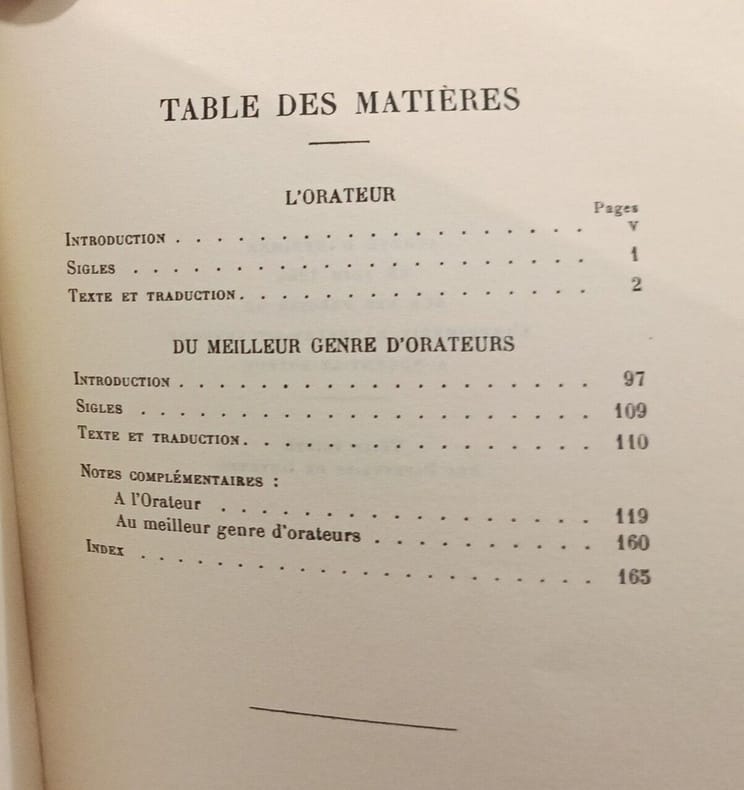 TABLE DES MATIÈRES
L'ORATEUR
Pages
INTRODUCTION . . . . . . . . . . . . . . . . V
SIGLES . . . . . . . . . . . . . . . . . . 1
TEXTE ET TRADUCTION. . . . . . . . . . . . . . 2
DU MEILLEUR GENRE D'ORATEURS
INTRODUCTION . . . . . . . . . . . . . . . . 97
SIGLES . . . . . . . . . . . . . . . . . . 109
TEXTE ET TRADUCTION. . . . . . . . . . . . . . 110
NOTES COMPLÉMENTAIRES :
A l'Orateur . . . . . . . . . . . . . . . 119
Au meilleur genre d'orateurs . . . . . . . . . 160
INDEX . . . . . . . . . . . . . . . . . . 165